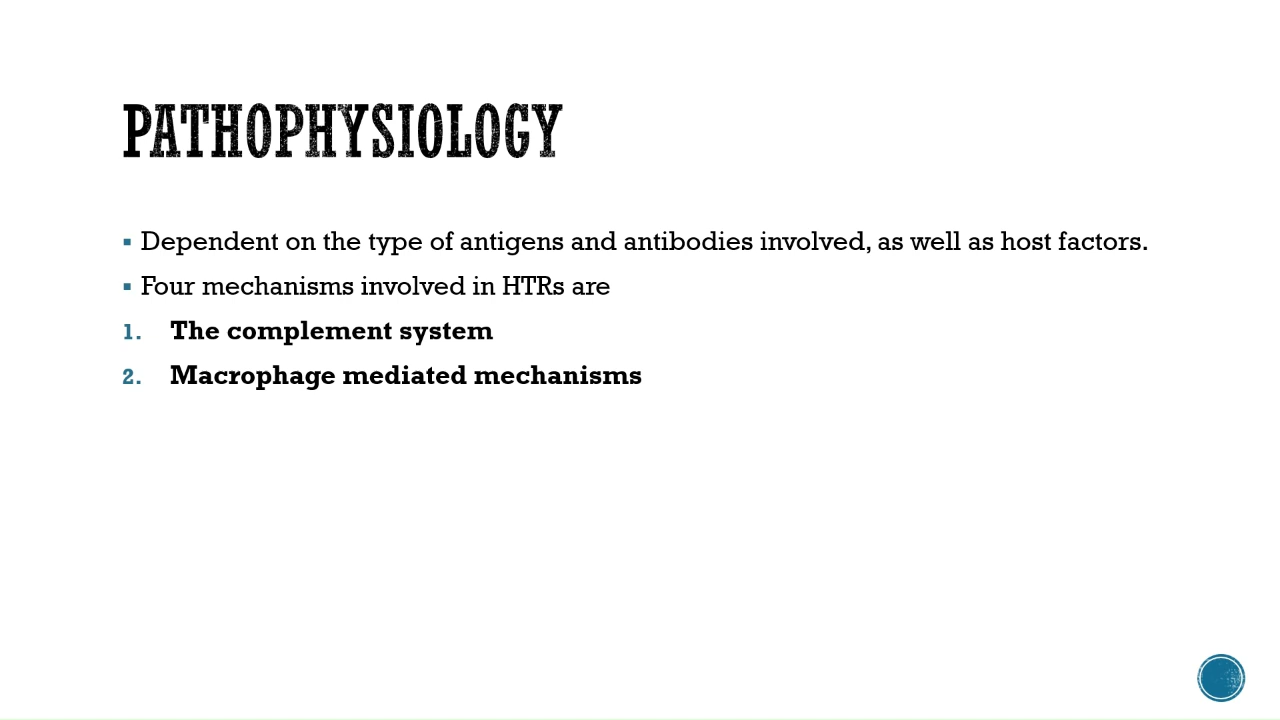 PATHOPHYSIOLOGY
▪ Dependent on the type of antigens and antibodies involved, as well as host factors.
▪ Four mechanisms involved in HTRs are
1. The complement system
2. Macrophage mediated mechanisms